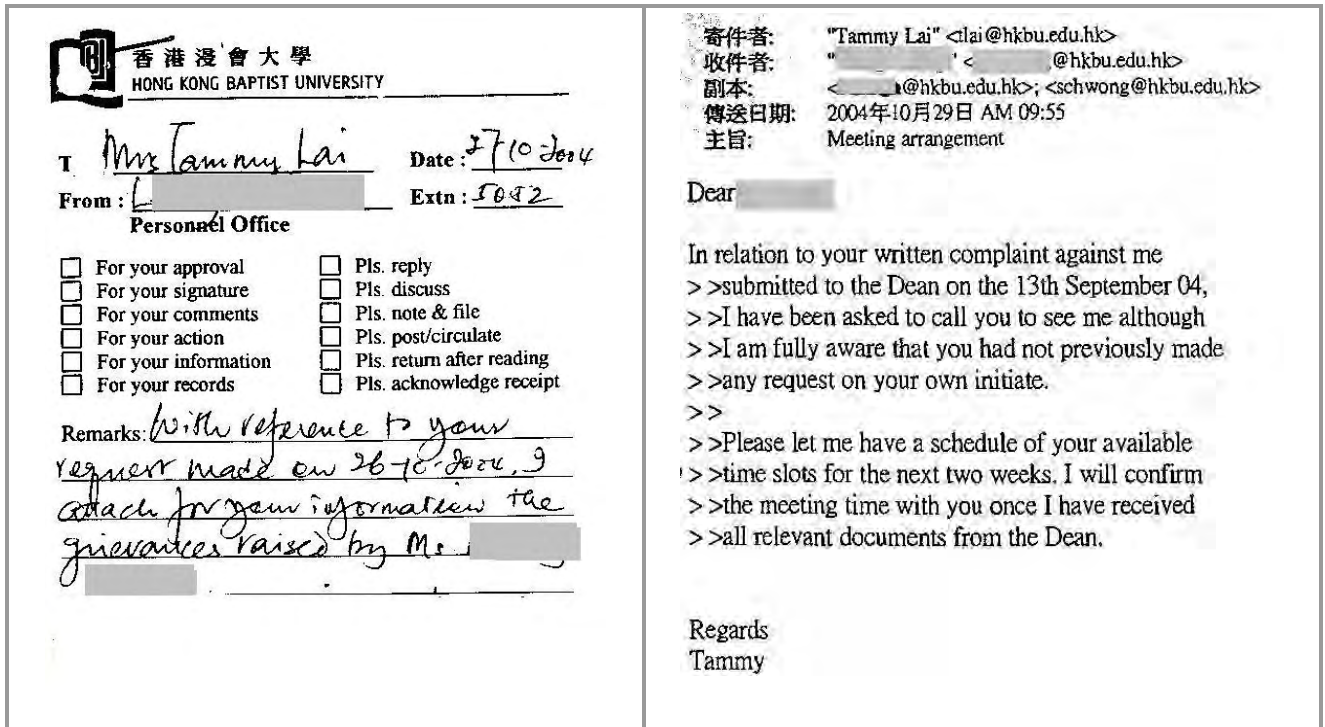 香港浸會大學
HONG KONG BAPTIST UNIVERSITY
T Mrs Tammy Lai Date : 27-10-2004
From : L Extn : 5052
Personnel Office
For your approval
For your signature
For your comments
For your action
For your information
For your records
Pls. reply
Pls. discuss
Pls. note & file
Pls. post/circulate
Pls. return after reading
Pls. acknowledge receipt
Remarks: With reference to your
request made on 26-10-2004, I
attach for your information the
grievances raised by Ms
寄件者: "Tammy Lai" <tlai@hkbu.edu.hk>
收件者: " ' < @hkbu.edu.hk>
副本: < @hkbu.edu.hk>; <schwong@hkbu.edu.hk>
傳送日期: 2004年10月29日 AM 09:55
主旨: Meeting arrangement
Dear
In relation to your written complaint against me
> >submitted to the Dean on the 13th September 04,
> >I have been asked to call you to see me although
> >I am fully aware that you had not previously made
> >any request on your own initiate.
>>
> >Please let me have a schedule of your available
> >time slots for the next two weeks. I will confirm
> >the meeting time with you once I have received
> >all relevant documents from the Dean.
Regards
Tammy